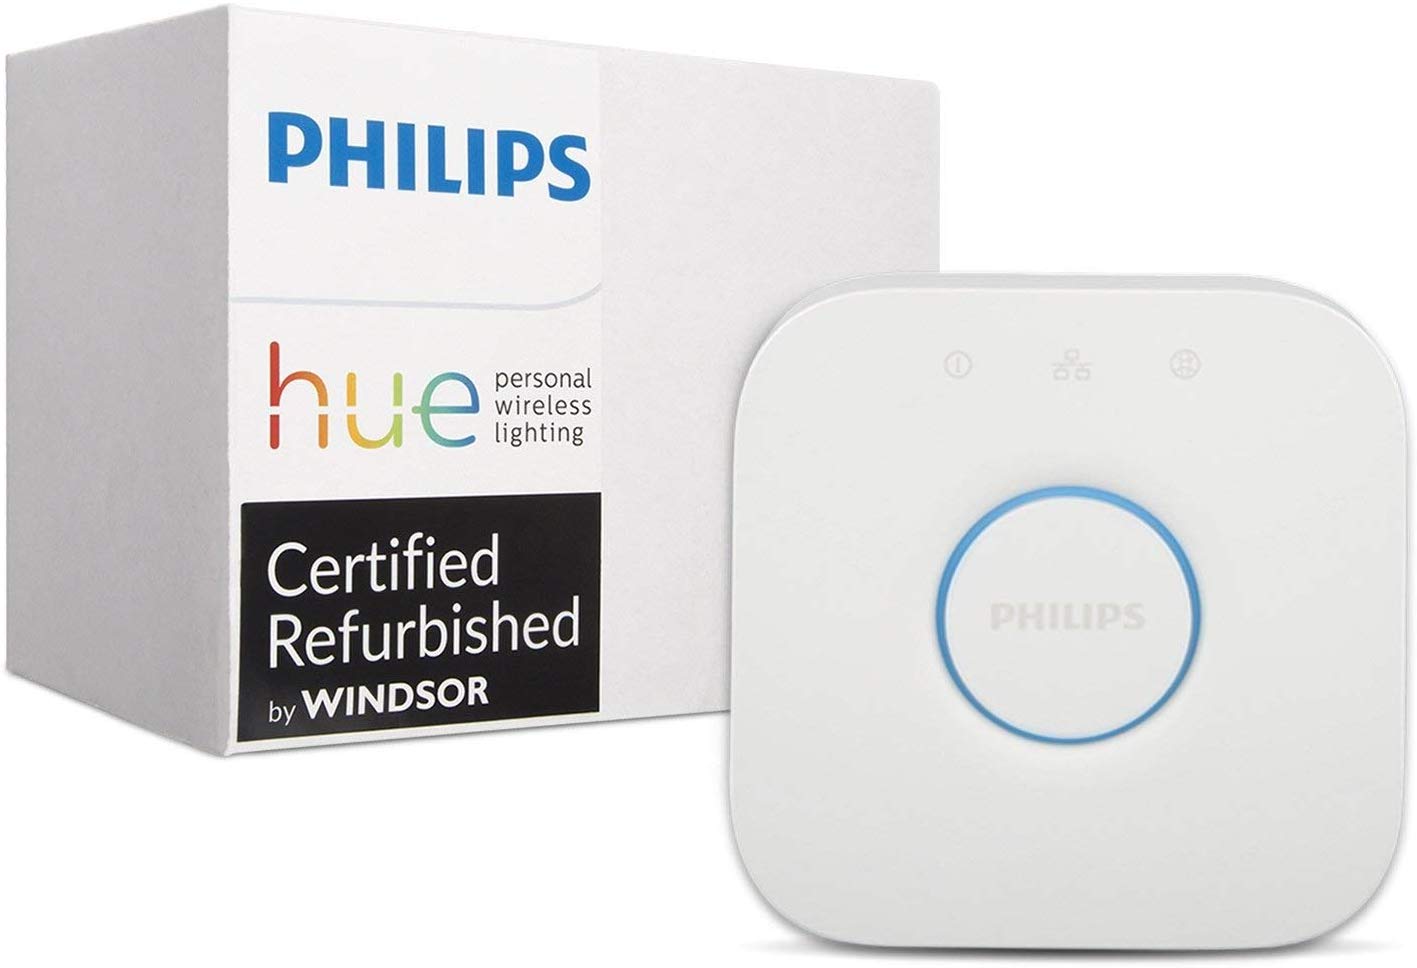 PHILIPS
hue
personal
wireless
lighting
Certified
Refurbished
by WINDSOR
PHILIPS